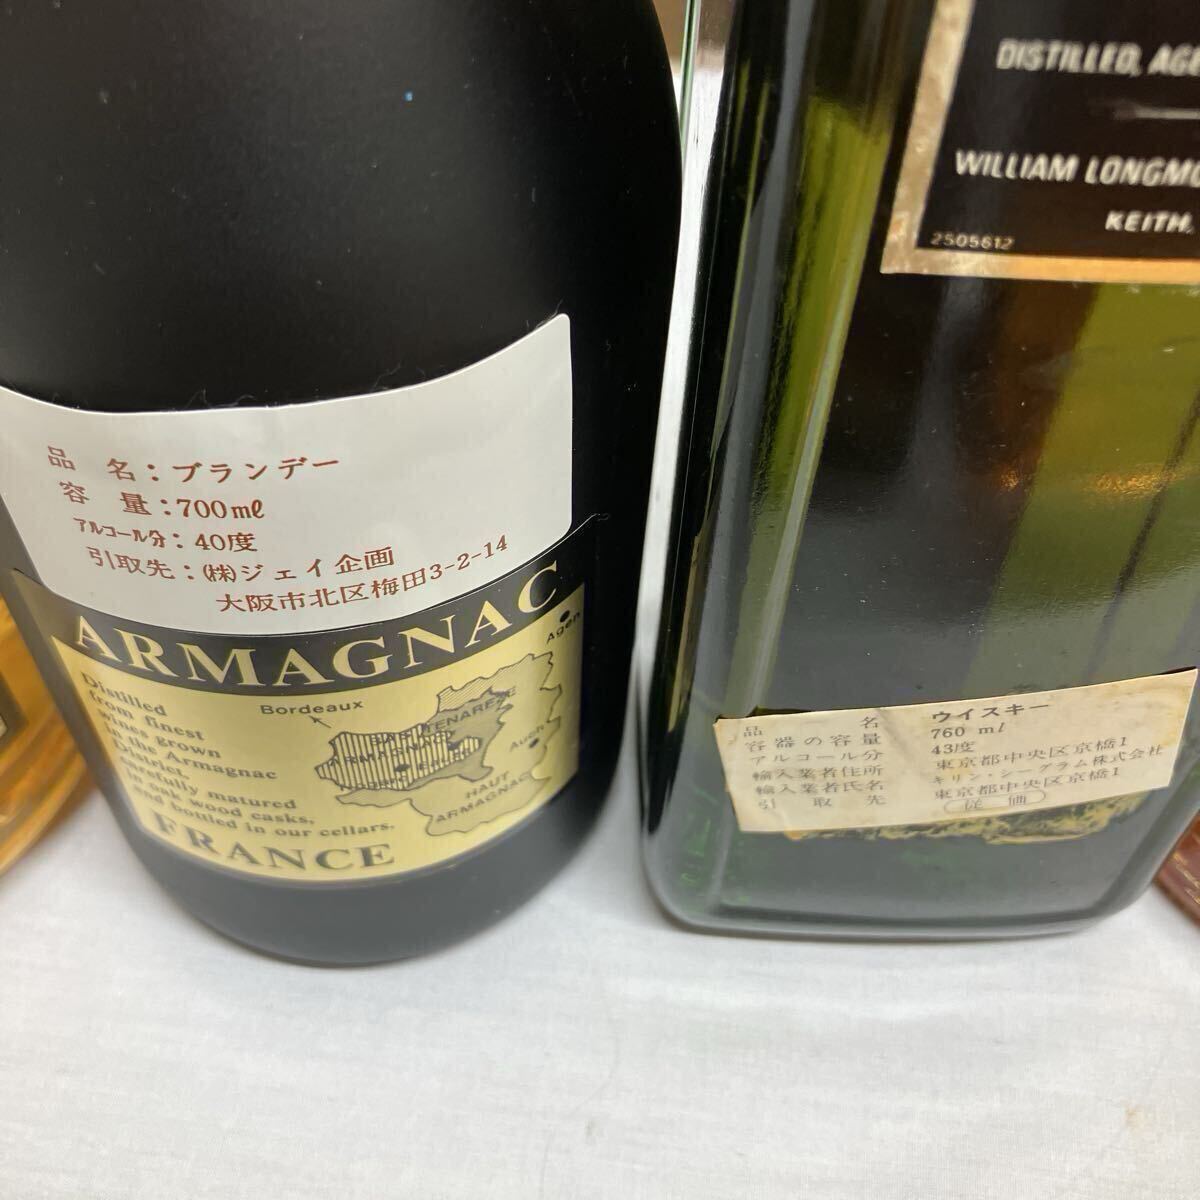 品名：ブランデー
容量：700mℓ
アルコール分：40度
引取先：(株)ジェイ企画
大阪市北区梅田3-2-14
ARMAGNAC
Distilled
from finest
wines grown
in the Armagnac
District,
carefully matured
in oak wood casks,
and bottled in our cellars.
FRANCE
Bordeaux
Agen
TENAREZE
BAS
ARMAGNAC
Auch
HAUT
ARMAGNAC
DISTILLED, AGE
WILLIAM LONGMO
KEITH,
2505612
品名 ウイスキー
容器の容量 760 ml
アルコール分 43度
輸入業者住所 東京都中央区京橋1
輸入業者氏名 キリン・シーグラム株式会社
引取先 東京都中央区京橋1
従価